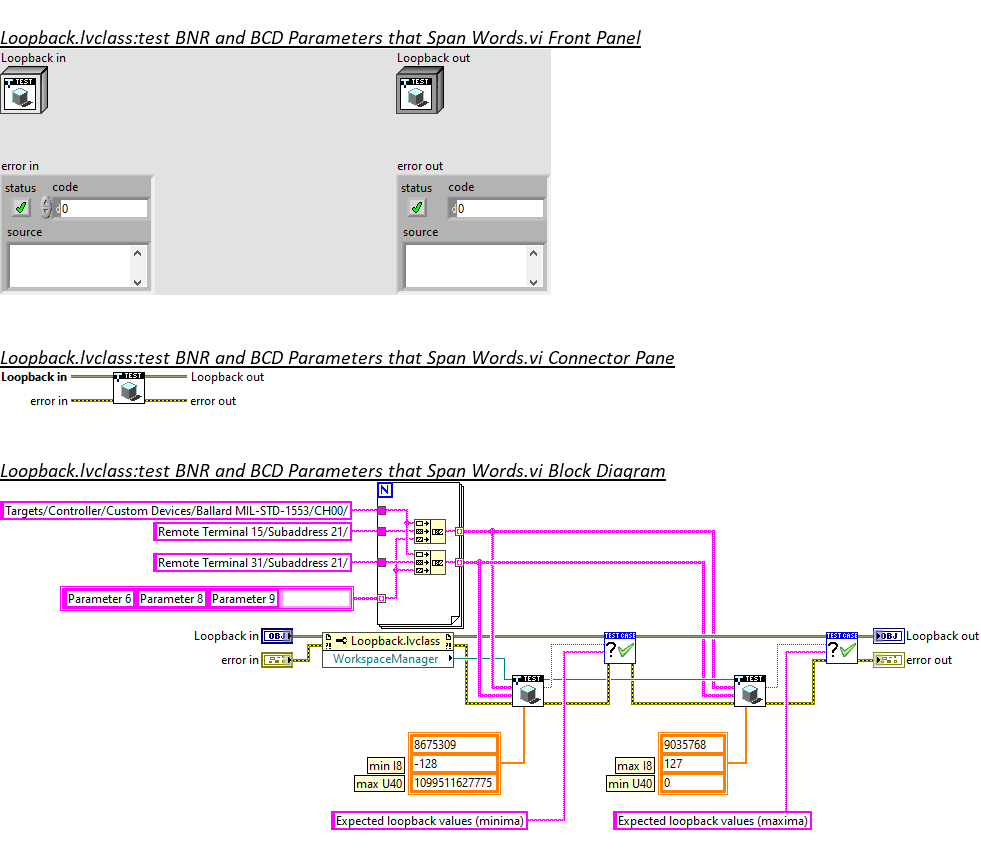 Loopback.lvclass:test BNR and BCD Parameters that Span Words.vi Front Panel
Loopback in Loopback out
TEST TEST
error in error out
status code status code
0 0
source source
Loopback.lvclass:test BNR and BCD Parameters that Span Words.vi Connector Pane
Loopback in TEST Loopback out
error in error out
Loopback.lvclass:test BNR and BCD Parameters that Span Words.vi Block Diagram
N
Targets/Controller/Custom Devices/Ballard MIL-STD-1553/CH00/
Remote Terminal 15/Subaddress 21/
Remote Terminal 31/Subaddress 21/
Parameter 6 Parameter 8 Parameter 9
Loopback in OBJ Loopback.lvclass TEST CASE TEST CASE OBJ Loopback out
error in WorkspaceManager ? ? error out
TEST TEST
8675309 9035768
min I8 -128 max I8 127
max U40 1099511627775 min U40 0
Expected loopback values (minima) Expected loopback values (maxima)